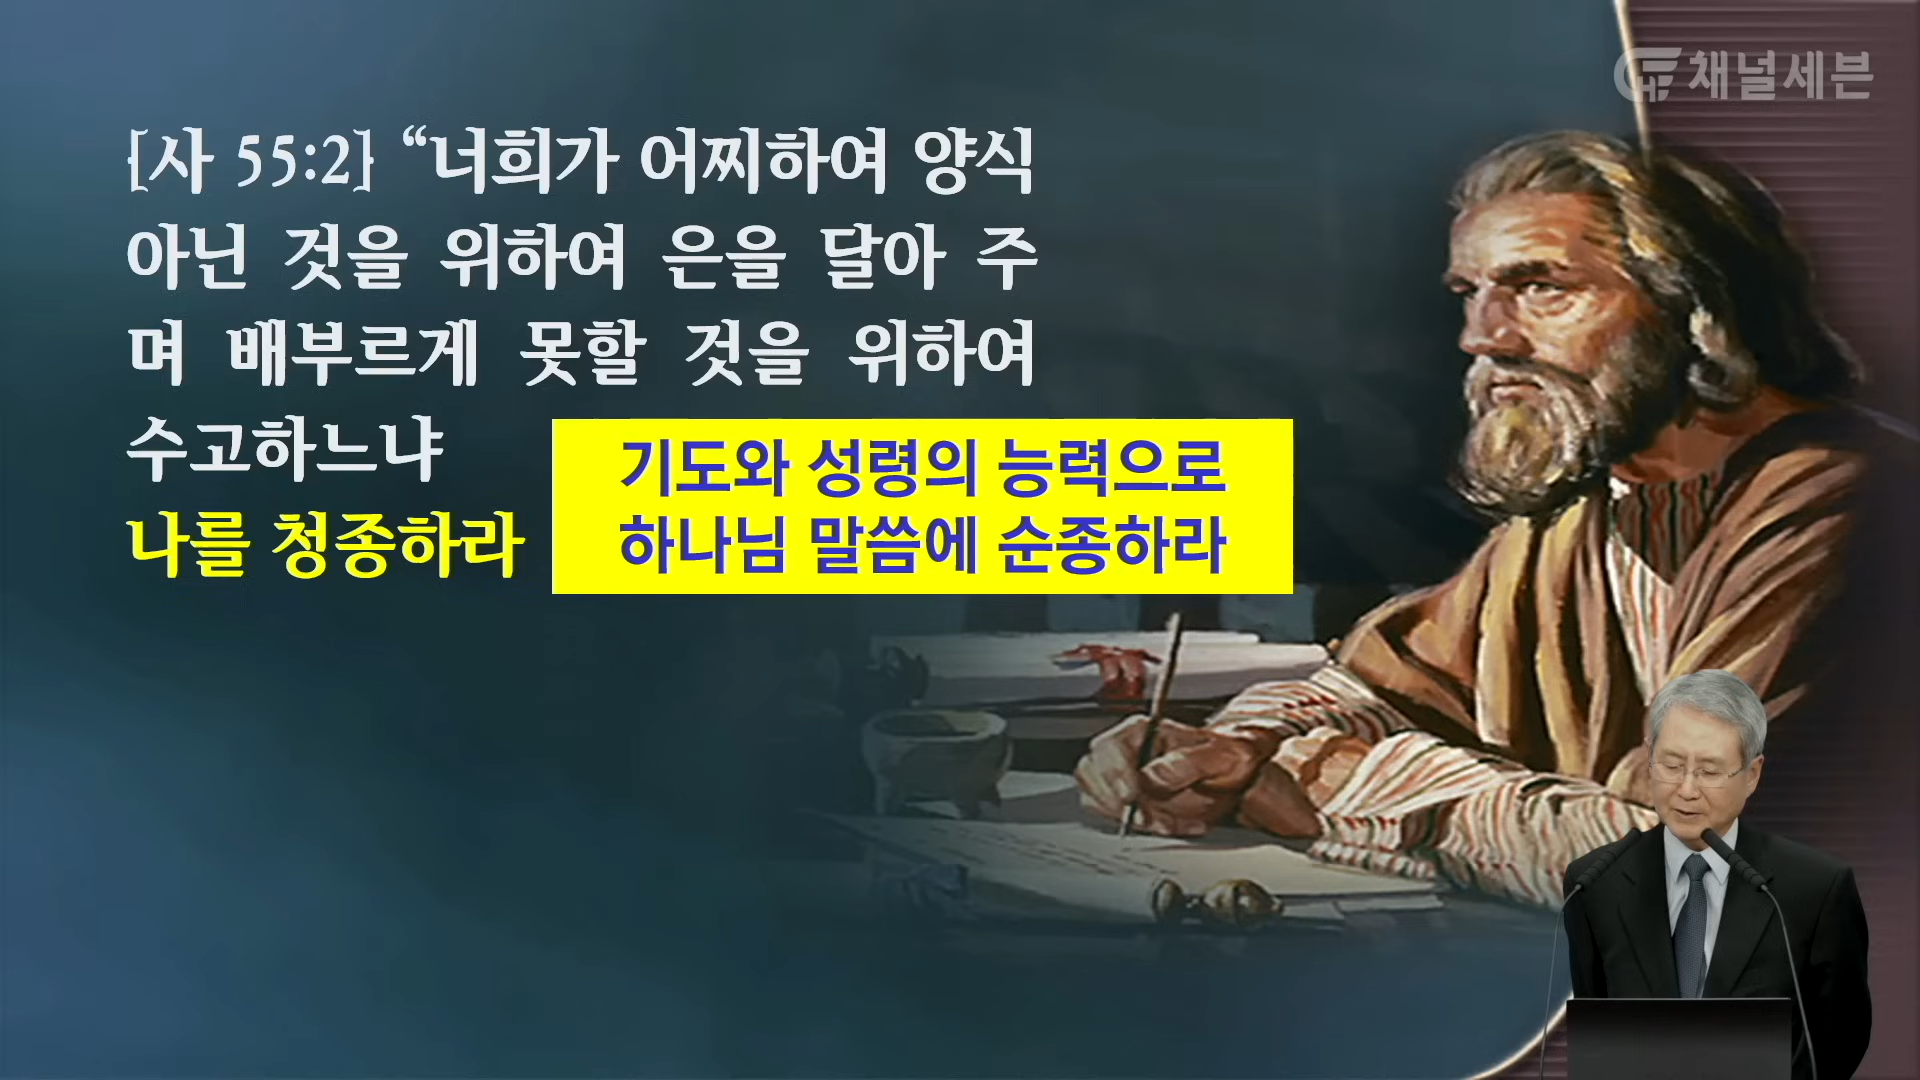 채널세븐
[사 55:2] “너희가 어찌하여 양식
아닌 것을 위하여 은을 달아 주
며 배부르게 못할 것을 위하여
수고하느냐
나를 청종하라
기도와 성령의 능력으로
하나님 말씀에 순종하라